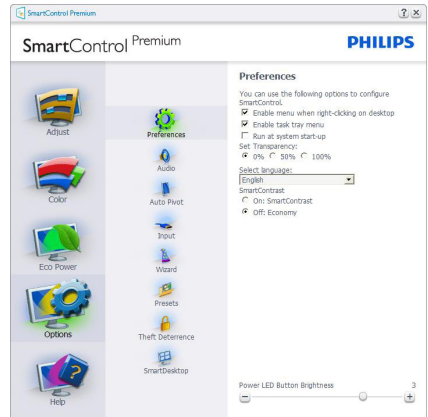 SmartControl Premium
SmartControl Premium
PHILIPS
Adjust
Color
Eco Power
Options
Help
Preferences
Audio
Auto Pivot
Input
Wizard
Presets
Theft Deterrence
SmartDesktop
Preferences
You can use the following options to configure
SmartControl.
Enable menu when right-clicking on desktop
Enable task tray menu
Run at system start-up
Set Transparency:
0% 50% 100%
Select language:
English
SmartContrast
On: SmartContrast
Off: Economy
Power LED Button Brightness 3